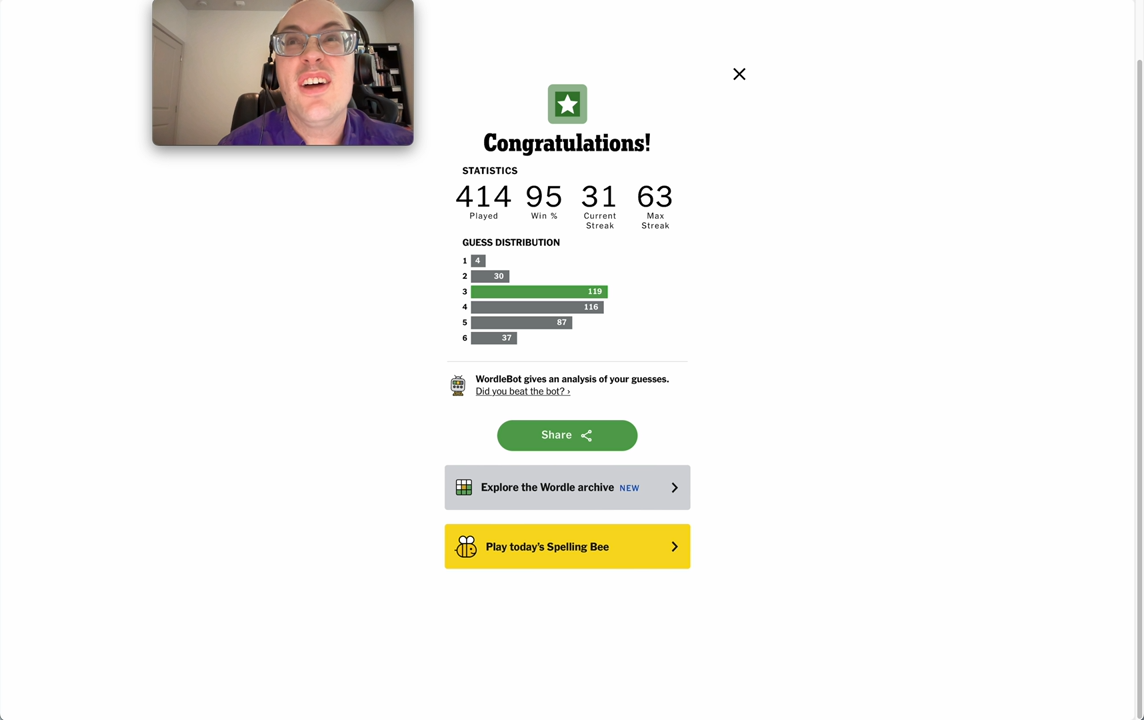 Congratulations!
STATISTICS
414 95 31 63
Played Win % Current Streak Max Streak
GUESS DISTRIBUTION
1 4
2 30
3 119
4 116
5 87
6 37
WordleBot gives an analysis of your guesses.
Did you beat the bot? ›
Share
Explore the Wordle archive NEW
Play today's Spelling Bee